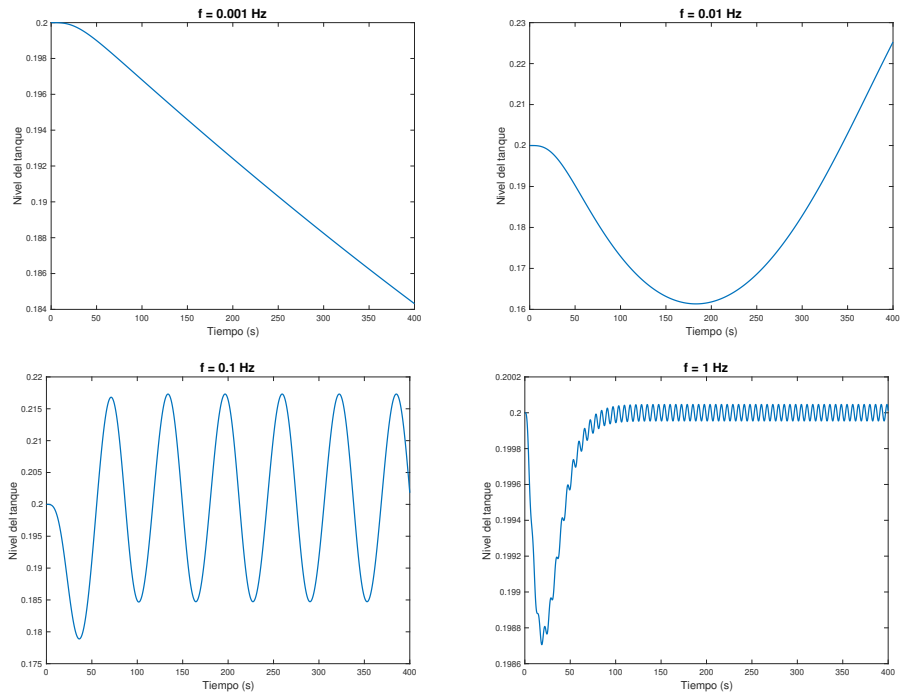 f = 0.001 Hz
0.2
0.198
0.196
0.194
0.192
0.19
0.188
0.186
0.184
Nivel del tanque
0 50 100 150 200 250 300 350 400
Tiempo (s)
f = 0.01 Hz
0.23
0.22
0.21
0.2
0.19
0.18
0.17
0.16
Nivel del tanque
0 50 100 150 200 250 300 350 400
Tiempo (s)
f = 0.1 Hz
0.22
0.215
0.21
0.205
0.2
0.195
0.19
0.185
0.18
0.175
Nivel del tanque
0 50 100 150 200 250 300 350 400
Tiempo (s)
f = 1 Hz
0.2002
0.2
0.1998
0.1996
0.1994
0.1992
0.199
0.1988
0.1986
Nivel del tanque
0 50 100 150 200 250 300 350 400
Tiempo (s)